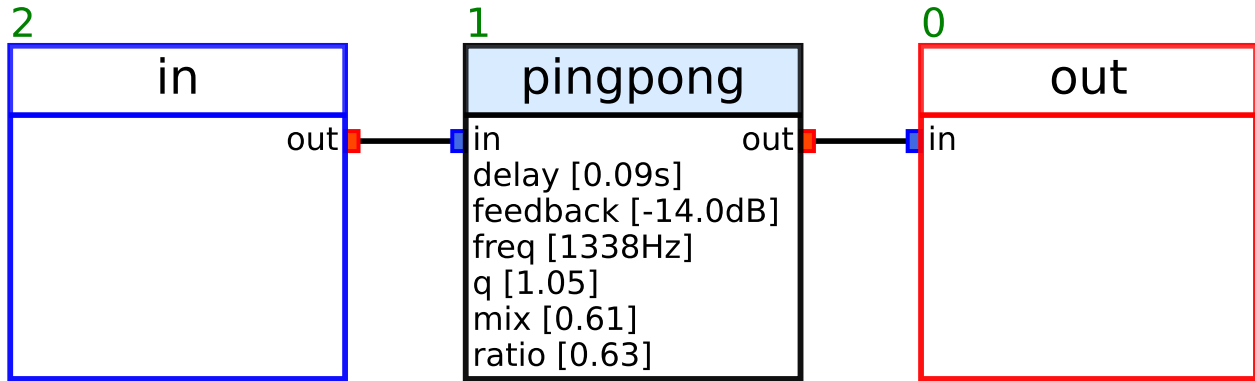 2
in
out
1
pingpong
in
out
delay [0.09s]
feedback [-14.0dB]
freq [1338Hz]
q [1.05]
mix [0.61]
ratio [0.63]
0
out
in